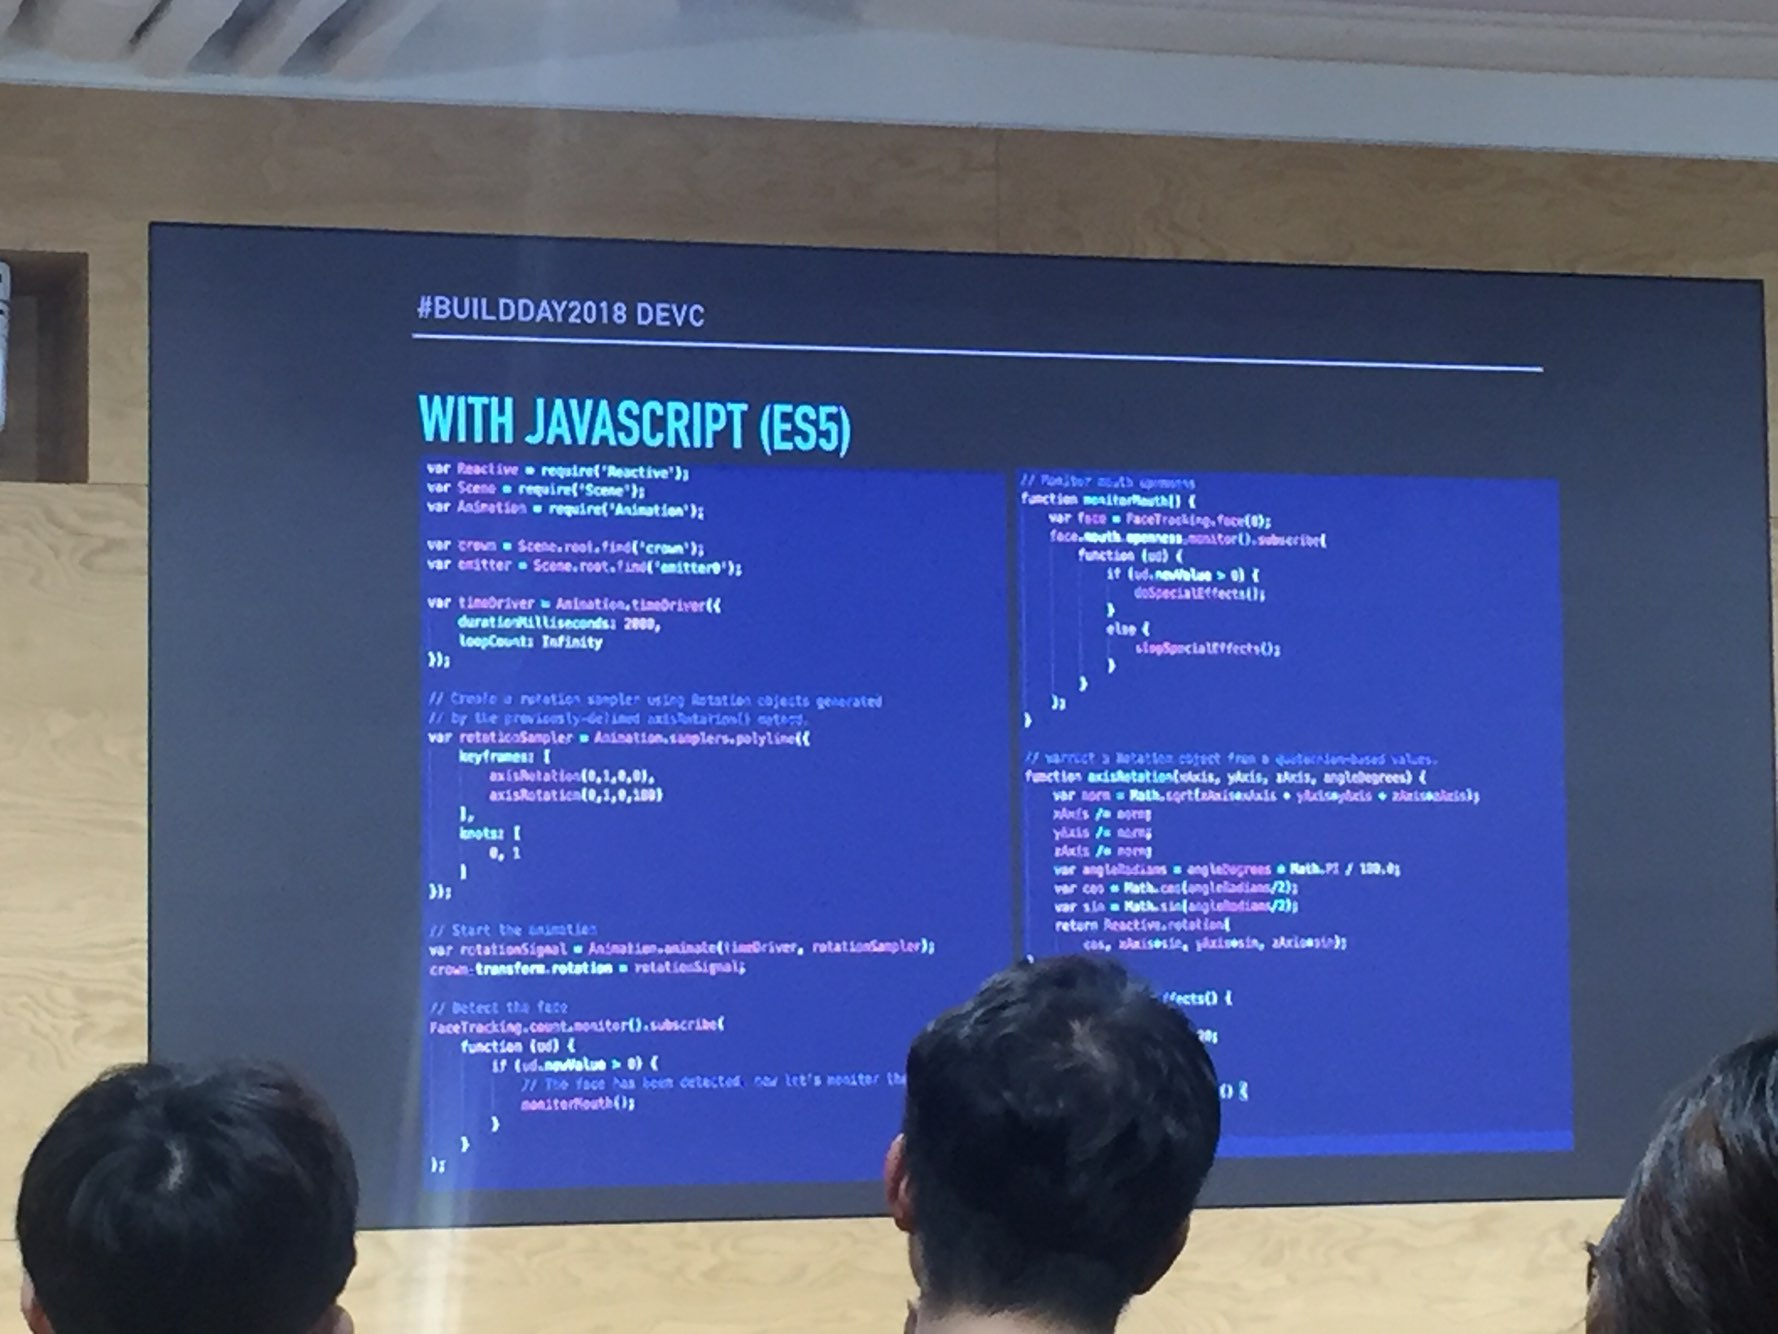 #BUILDDAY2018 DEVC
WITH JAVASCRIPT (ES5)
var Reactive = require('Reactive');
var Scene = require('Scene');
var Animation = require('Animation');
var crown = Scene.root.find('crown');
var emitter = Scene.root.find('emitter0');
var timeDriver = Animation.timeDriver({
durationMilliseconds: 2000,
loopCount: Infinity
});
// Create a rotation sampler using Rotation objects generated
// by the previously-defined axisRotation() method.
var rotationSampler = Animation.samplers.polyline({
keyframes: [
axisRotation(0,1,0,0),
axisRotation(0,1,0,180)
],
knots: [
0, 1
]
});
// Start the animation
var rotationSignal = Animation.animate(timeDriver, rotationSampler);
crown.transform.rotation = rotationSignal;
// Detect the face
FaceTracking.count.monitor().subscribe(
function (ud) {
if (ud.newValue > 0) {
// The face has been detected, now let's monitor the
monitorMouth();
}
}
);
// Monitor mouth openness
function monitorMouth() {
var face = FaceTracking.face(0);
face.mouth.openness.monitor().subscribe(
function (ud) {
if (ud.newValue > 0) {
doSpecialEffects();
}
else {
stopSpecialEffects();
}
}
);
}
// a Rotation object from a quaternion-based values.
function axisRotation(xAxis, yAxis, zAxis, angleDegrees) {
var norm = Math.sqrt(xAxis*xAxis + yAxis*yAxis + zAxis*zAxis);
xAxis /= norm;
yAxis /= norm;
zAxis /= norm;
var angleRadians = angleDegrees * Math.PI / 180.0;
var cos = Math.cos(angleRadians/2);
var sin = Math.sin(angleRadians/2);
return Reactive.rotation(
cos, xAxis*sin, yAxis*sin, zAxis*sin);
}
ffects() {
20;
() {